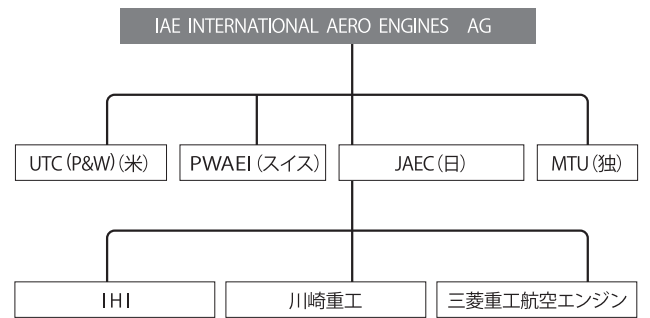 IAE INTERNATIONAL AERO ENGINES AG
UTC(P&W)(米)
PWAEI(スイス)
JAEC(日)
MTU(独)
IHI
川崎重工
三菱重工航空エンジン